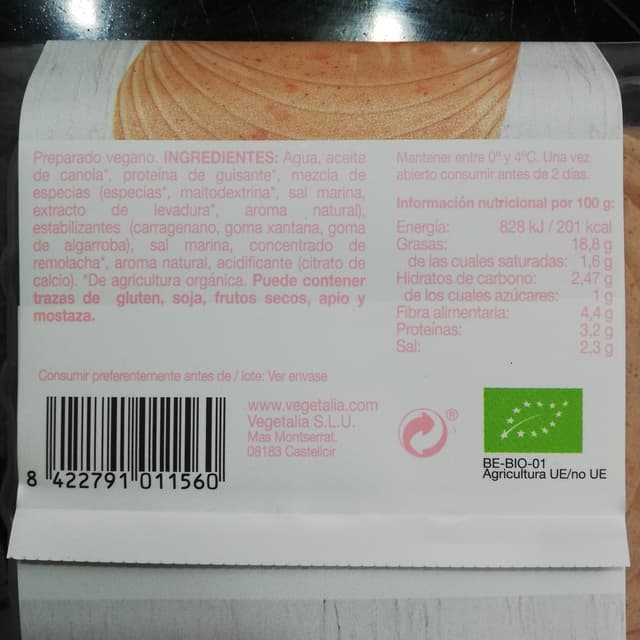 Preparado vegano. INGREDIENTES: Agua, aceite
de canola*, proteína de guisante*, mezcla de
especias (especias*, maltodextrina*, sal marina,
extracto de levadura*, aroma natural),
estabilizantes (carragenano, goma xantana, goma
de algarroba), sal marina, concentrado de
remolacha*, aroma natural, acidificante (citrato de
calcio). *De agricultura orgánica. Puede contener
trazas de gluten, soja, frutos secos, apio y
mostaza.
Mantener entre 0º y 4ºC. Una vez
abierto consumir antes de 2 días.
Información nutricional por 100 g:
Energía: 828 kJ / 201 kcal
Grasas: 18,8 g
de las cuales saturadas: 1,6 g
Hidratos de carbono: 2,47 g
de los cuales azúcares: 1 g
Fibra alimentaria: 4,4 g
Proteínas: 3,2 g
Sal: 2,3 g
Consumir preferentemente antes de / lote: Ver envase
8 422791 011560
www.vegetalia.com
Vegetalia S.L.U.
Mas Montserrat.
08183 Castellcir
®
BE-BIO-01
Agricultura UE/no UE